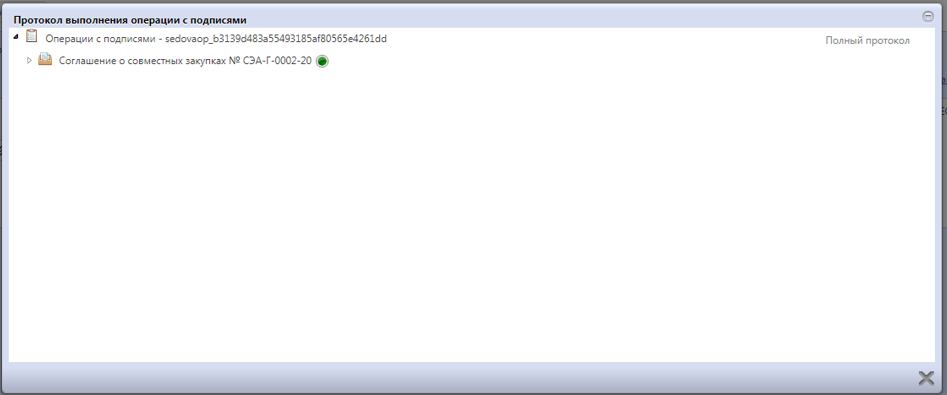 Протокол выполнения операции с подписями
Операции с подписями - sedovaop_b3139d483a55493185af80565e4261dd
Полный протокол
Соглашение о совместных закупках № СЭА-Г-0002-20